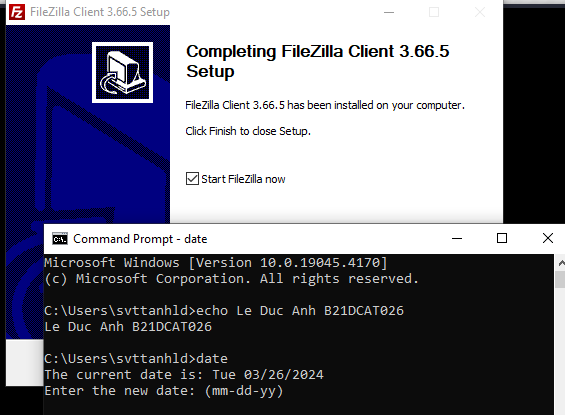 FileZilla Client 3.66.5 Setup
Completing FileZilla Client 3.66.5
Setup
FileZilla Client 3.66.5 has been installed on your computer.
Click Finish to close Setup.
Start FileZilla now
Command Prompt - date
Microsoft Windows [Version 10.0.19045.4170]
(c) Microsoft Corporation. All rights reserved.
C:\Users\svttanhld>echo Le Duc Anh B21DCAT026
Le Duc Anh B21DCAT026
C:\Users\svttanhld>date
The current date is: Tue 03/26/2024
Enter the new date: (mm-dd-yy)